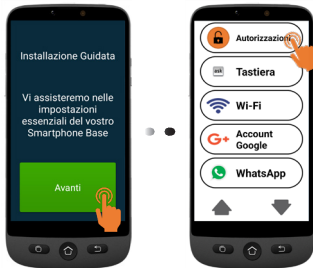 Installazione Guidata
Vi assisteremo nelle
impostazioni
essenziali del vostro
Smartphone Base
Avanti
Autorizzazioni
Tastiera
Wi-Fi
G+ Account
Google
WhatsApp